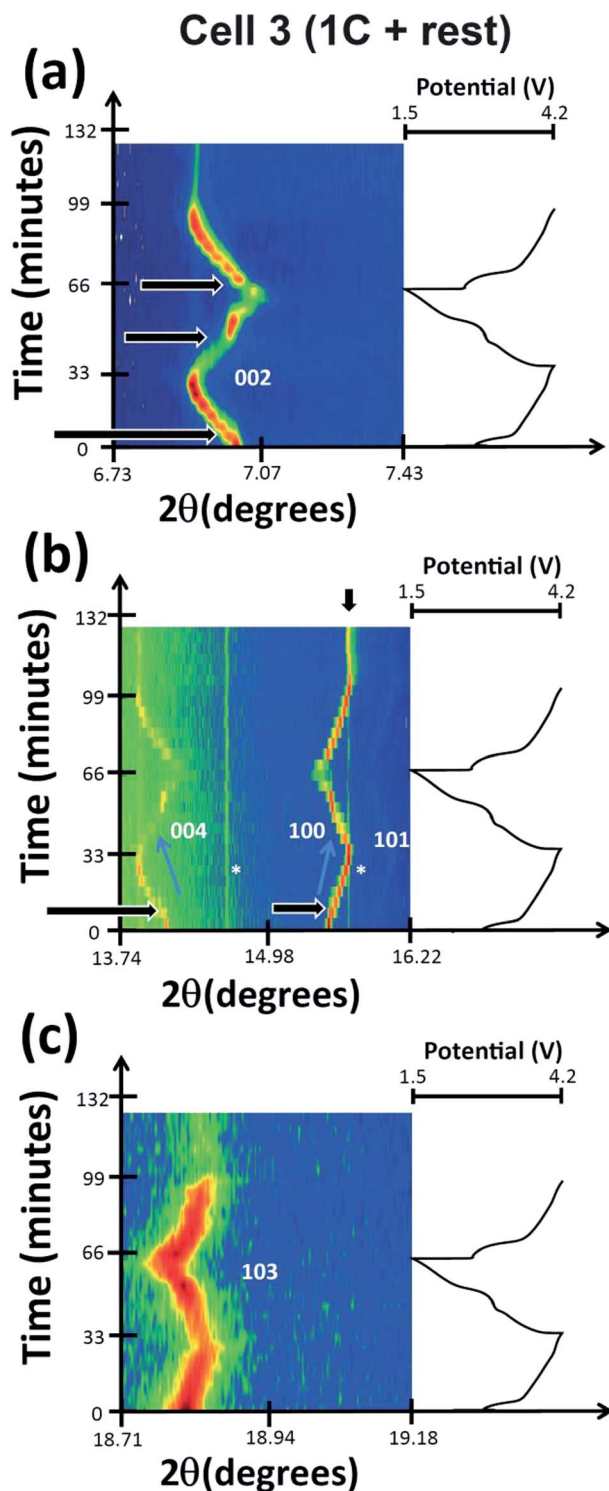 Cell 3 (1C + rest)
(a)
Potential (V)
1.5 4.2
Time (minutes)
132
99
66
33
0
002
6.73 7.07 7.43
2θ(degrees)
(b)
Potential (V)
1.5 4.2
Time (minutes)
132
99
66
33
0
004 100 101
* *
13.74 14.98 16.22
2θ(degrees)
(c)
Potential (V)
1.5 4.2
Time (minutes)
132
99
66
33
0
103
18.71 18.94 19.18
2θ(degrees)